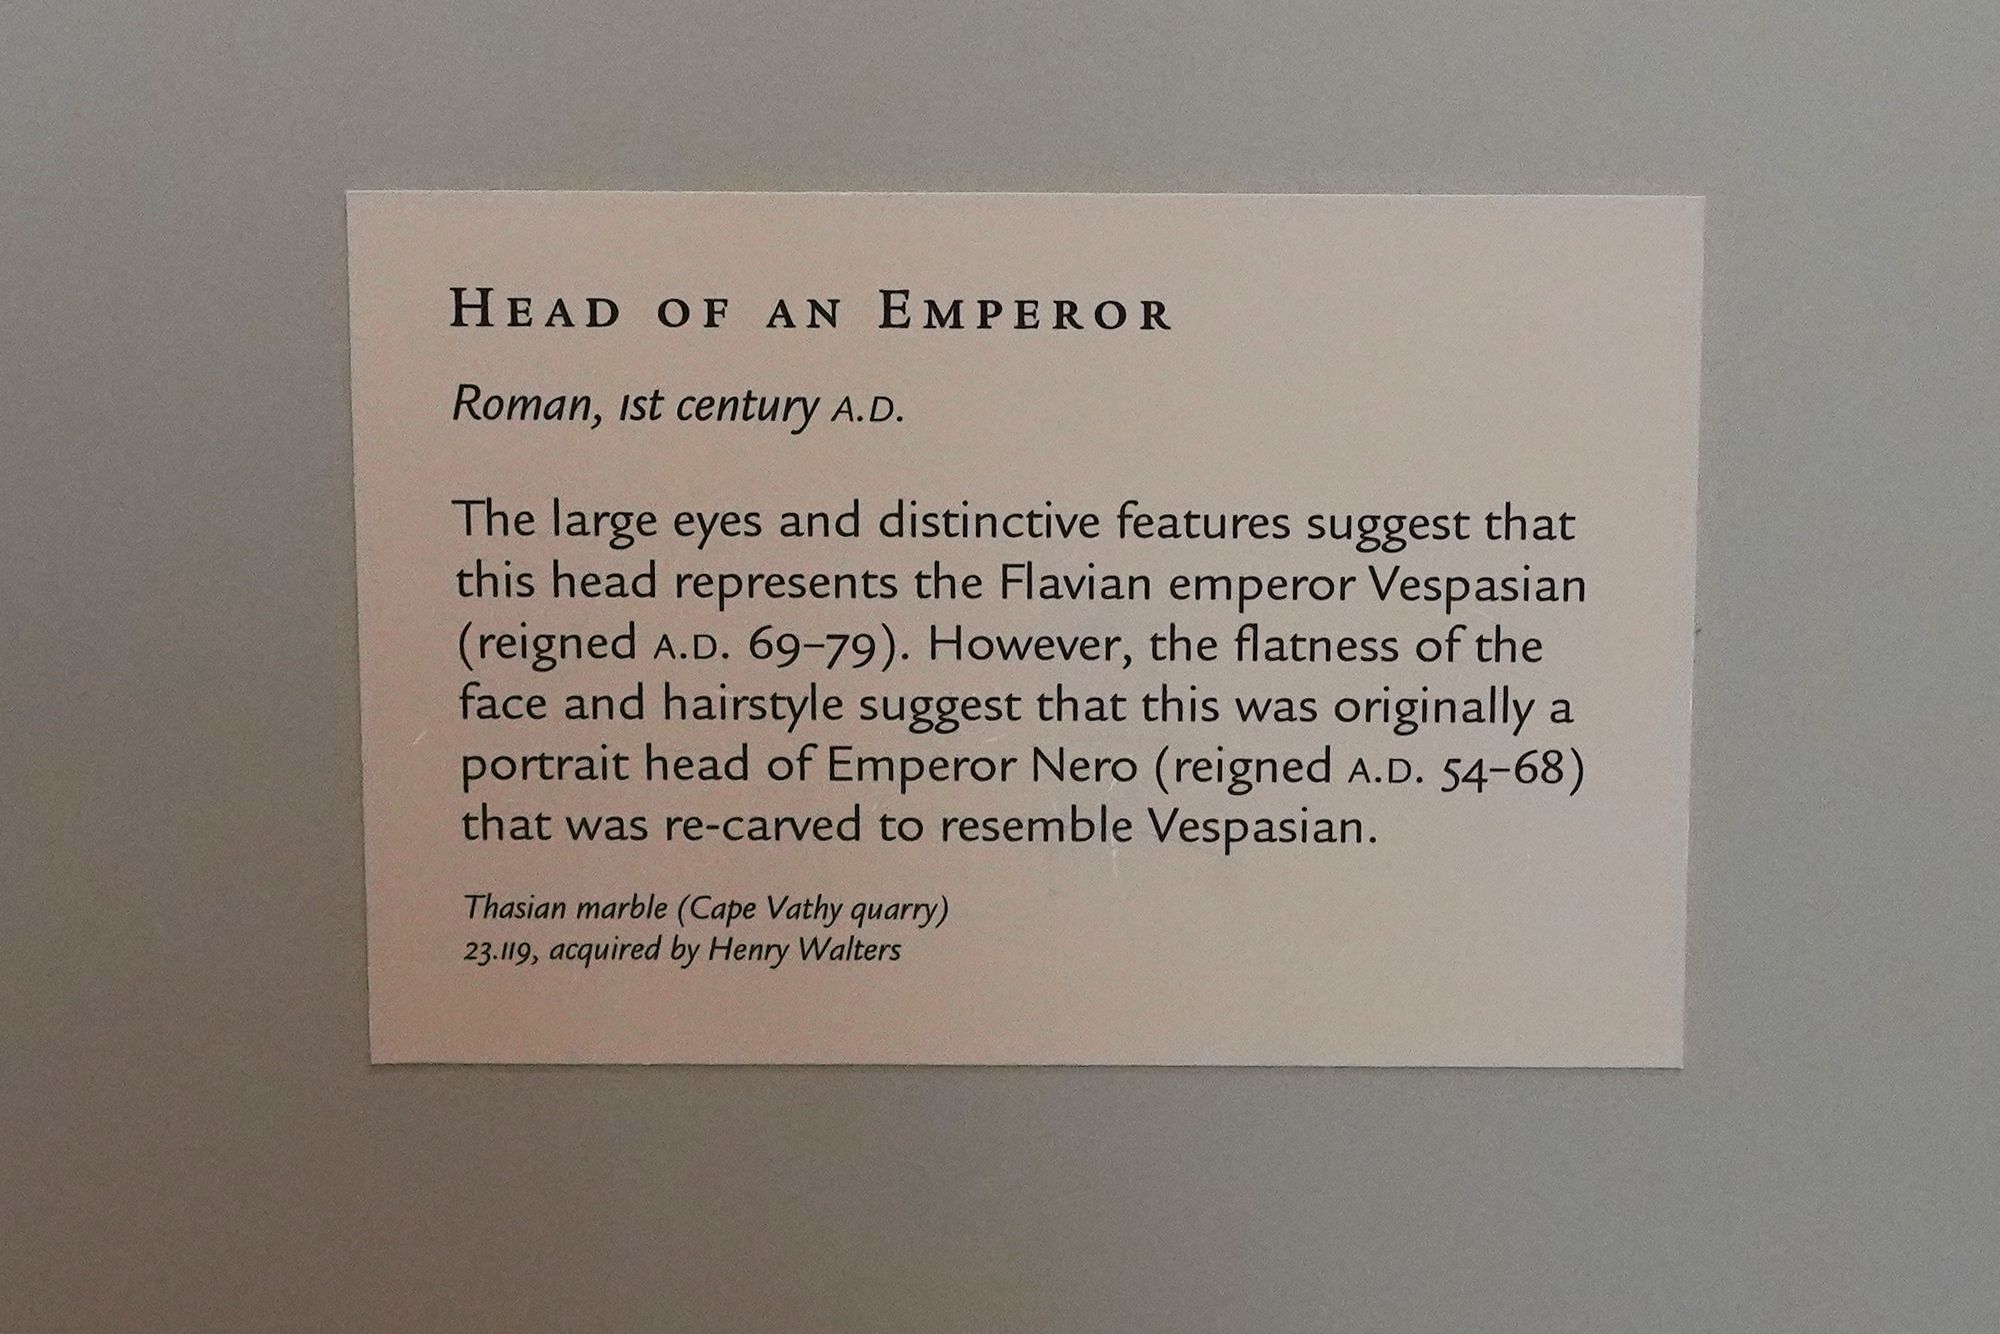 Head of an Emperor
Roman, 1st century A.D.
The large eyes and distinctive features suggest that
this head represents the Flavian emperor Vespasian
(reigned A.D. 69–79). However, the flatness of the
face and hairstyle suggest that this was originally a
portrait head of Emperor Nero (reigned A.D. 54–68)
that was re-carved to resemble Vespasian.
Thasian marble (Cape Vathy quarry)
23.119, acquired by Henry Walters